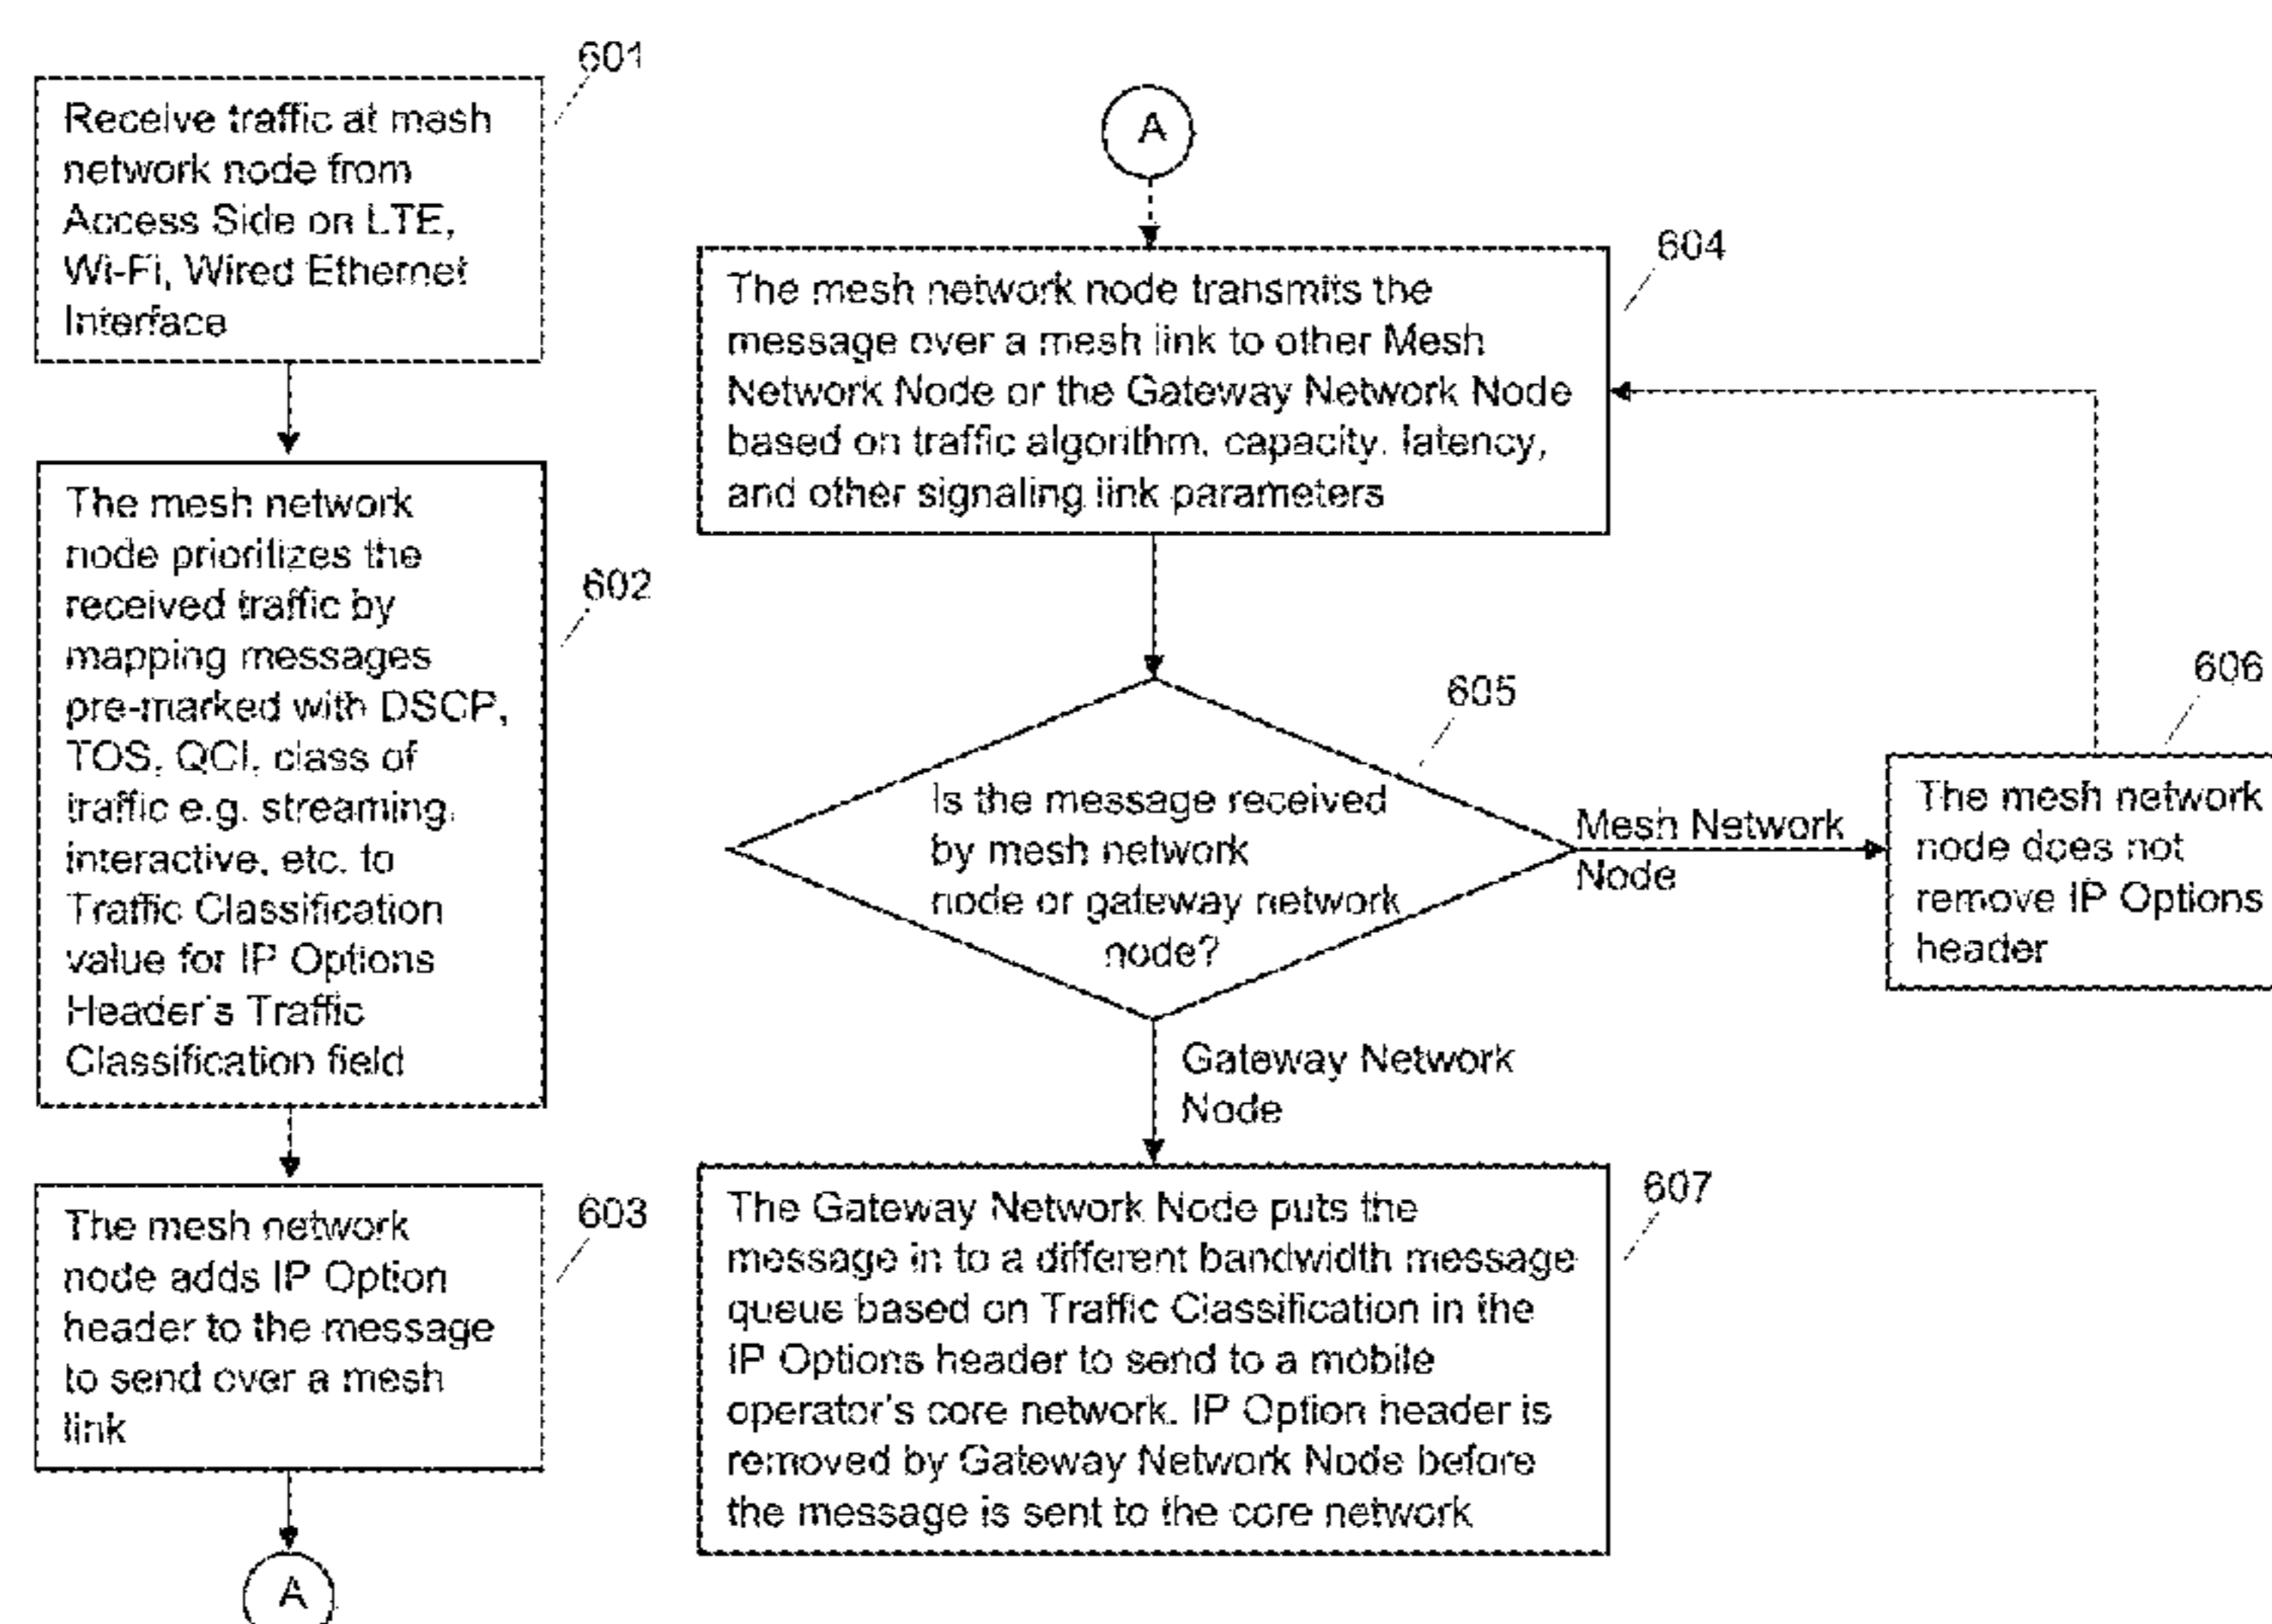 601
Receive traffic at mesh
network node from
Access Side on LTE,
Wi-Fi, Wired Ethernet
Interface
602
The mesh network
node prioritizes the
received traffic by
mapping messages
pre-marked with DSCP,
TOS, QCI, class of
traffic e.g. streaming,
interactive, etc. to
Traffic Classification
value for IP Options
Header's Traffic
Classification field
603
The mesh network
node adds IP Option
header to the message
to send over a mesh
link
A
A
604
The mesh network node transmits the
message over a mesh link to other Mesh
Network Node or the Gateway Network Node
based on traffic algorithm, capacity, latency,
and other signaling link parameters
605
Is the message received
by mesh network
node or gateway network
node?
Mesh Network
Node
606
The mesh network
node does not
remove IP Options
header
Gateway Network
Node
607
The Gateway Network Node puts the
message in to a different bandwidth message
queue based on Traffic Classification in the
IP Options header to send to a mobile
operator's core network. IP Option header is
removed by Gateway Network Node before
the message is sent to the core network